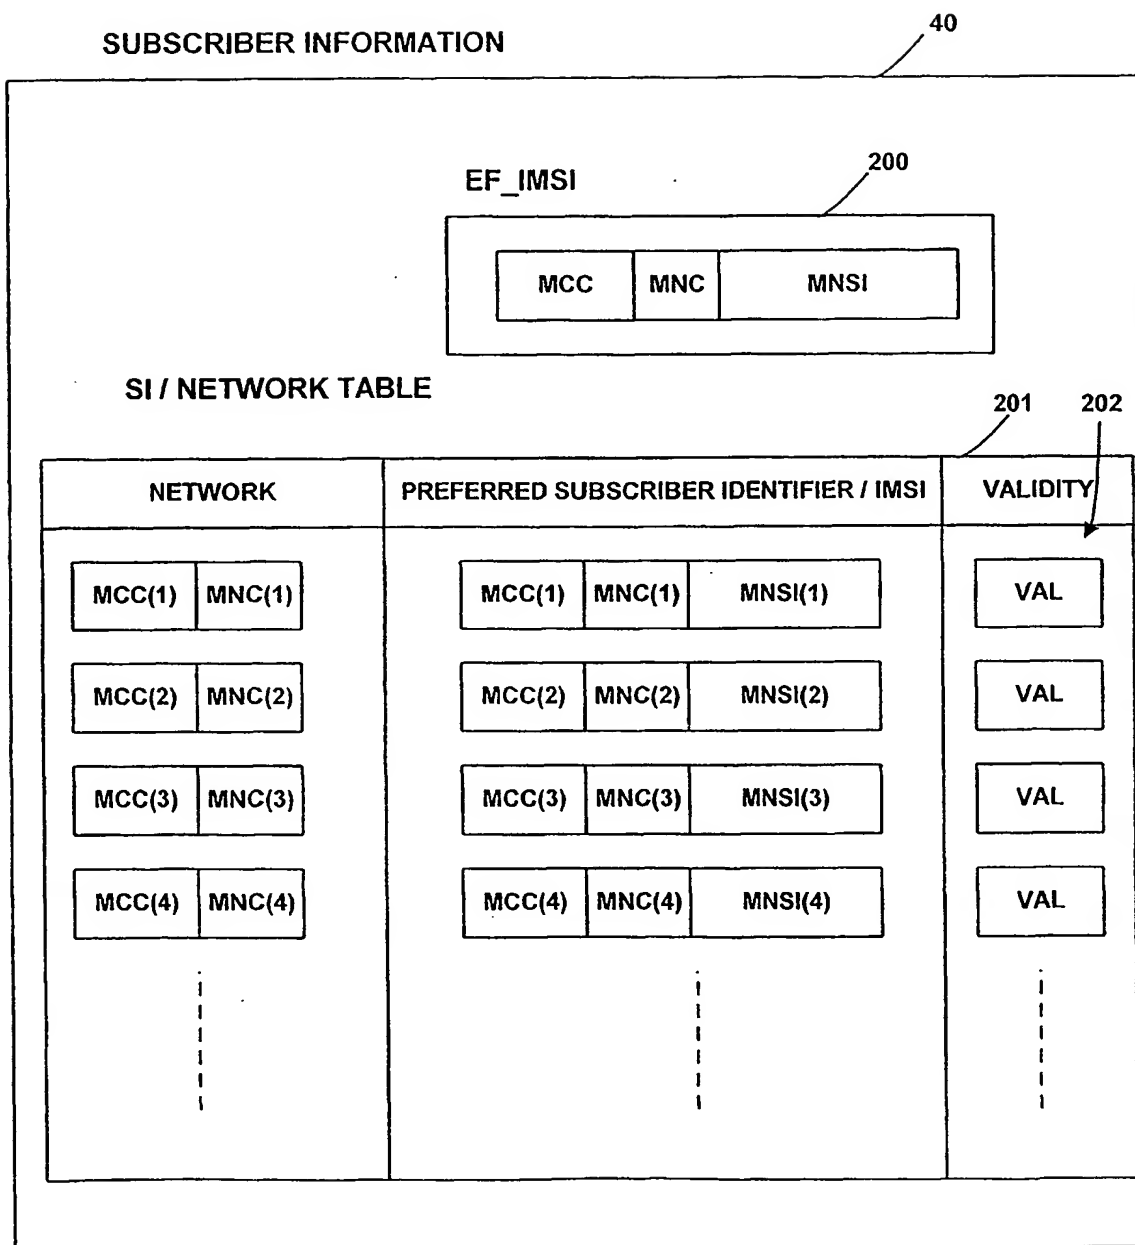 SUBSCRIBER INFORMATION
40
EF_IMSI
200
MCC MNC MNSI
SI / NETWORK TABLE
201 202
NETWORK PREFERRED SUBSCRIBER IDENTIFIER / IMSI VALIDITY
MCC(1) MNC(1) MCC(1) MNC(1) MNSI(1) VAL
MCC(2) MNC(2) MCC(2) MNC(2) MNSI(2) VAL
MCC(3) MNC(3) MCC(3) MNC(3) MNSI(3) VAL
MCC(4) MNC(4) MCC(4) MNC(4) MNSI(4) VAL